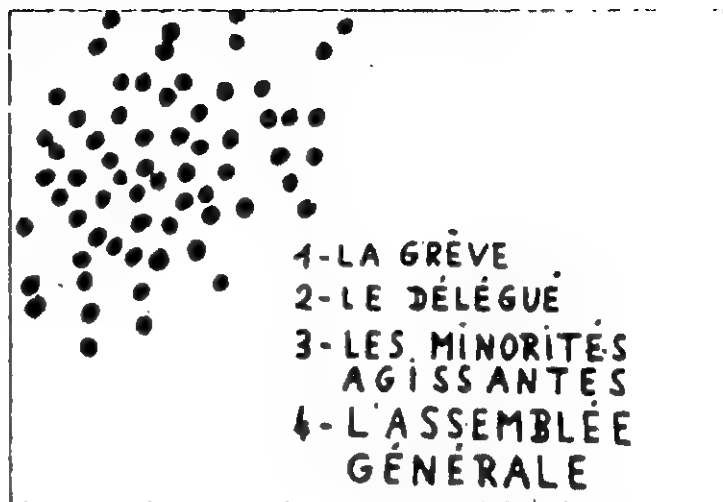 1-LA GRÈVE
2-LE DÉLÉGUÉ
3-LES MINORITÉS
AGISSANTES
4-L'ASSEMBLÉE
GÉNÉRALE